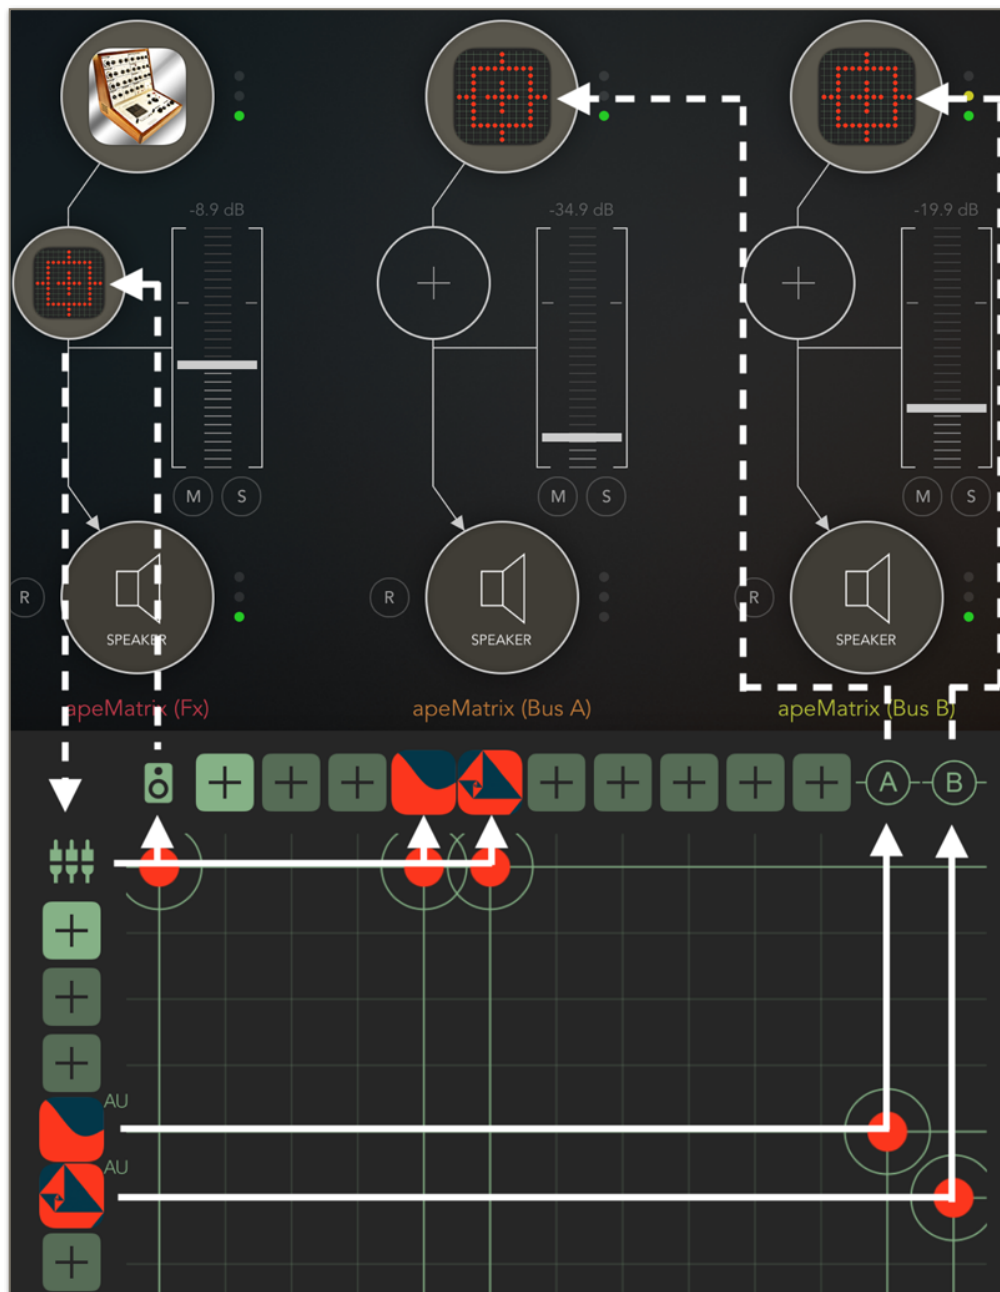 -8.9 dB
-34.9 dB
-19.9 dB
M S
M S
M S
R
SPEAKER
R
SPEAKER
R
SPEAKER
apeMatrix (Fx)
apeMatrix (Bus A)
apeMatrix (Bus B)
A
B
AU
AU